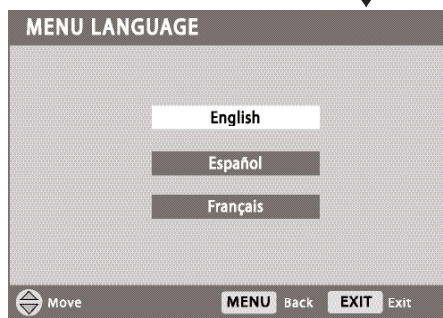 MENU LANGUAGE
English
Español
Français
Move MENU Back EXIT Exit